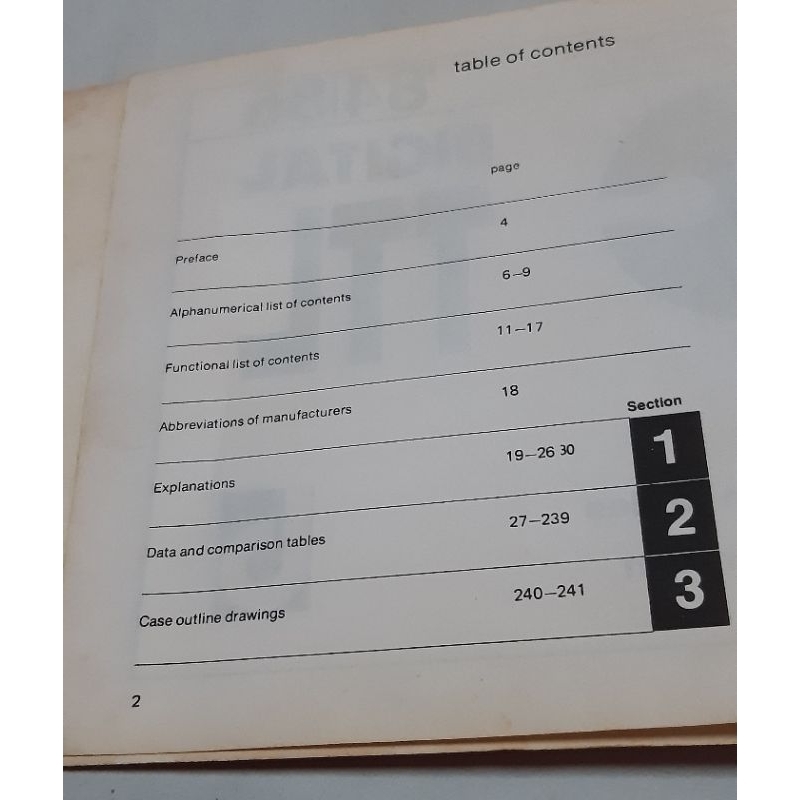 table of contents
page
Preface 4
Alphanumerical list of contents 6–9
Functional list of contents 11–17
Abbreviations of manufacturers 18
Section
Explanations 19–26 30 1
Data and comparison tables 27–239 2
Case outline drawings 240–241 3
2